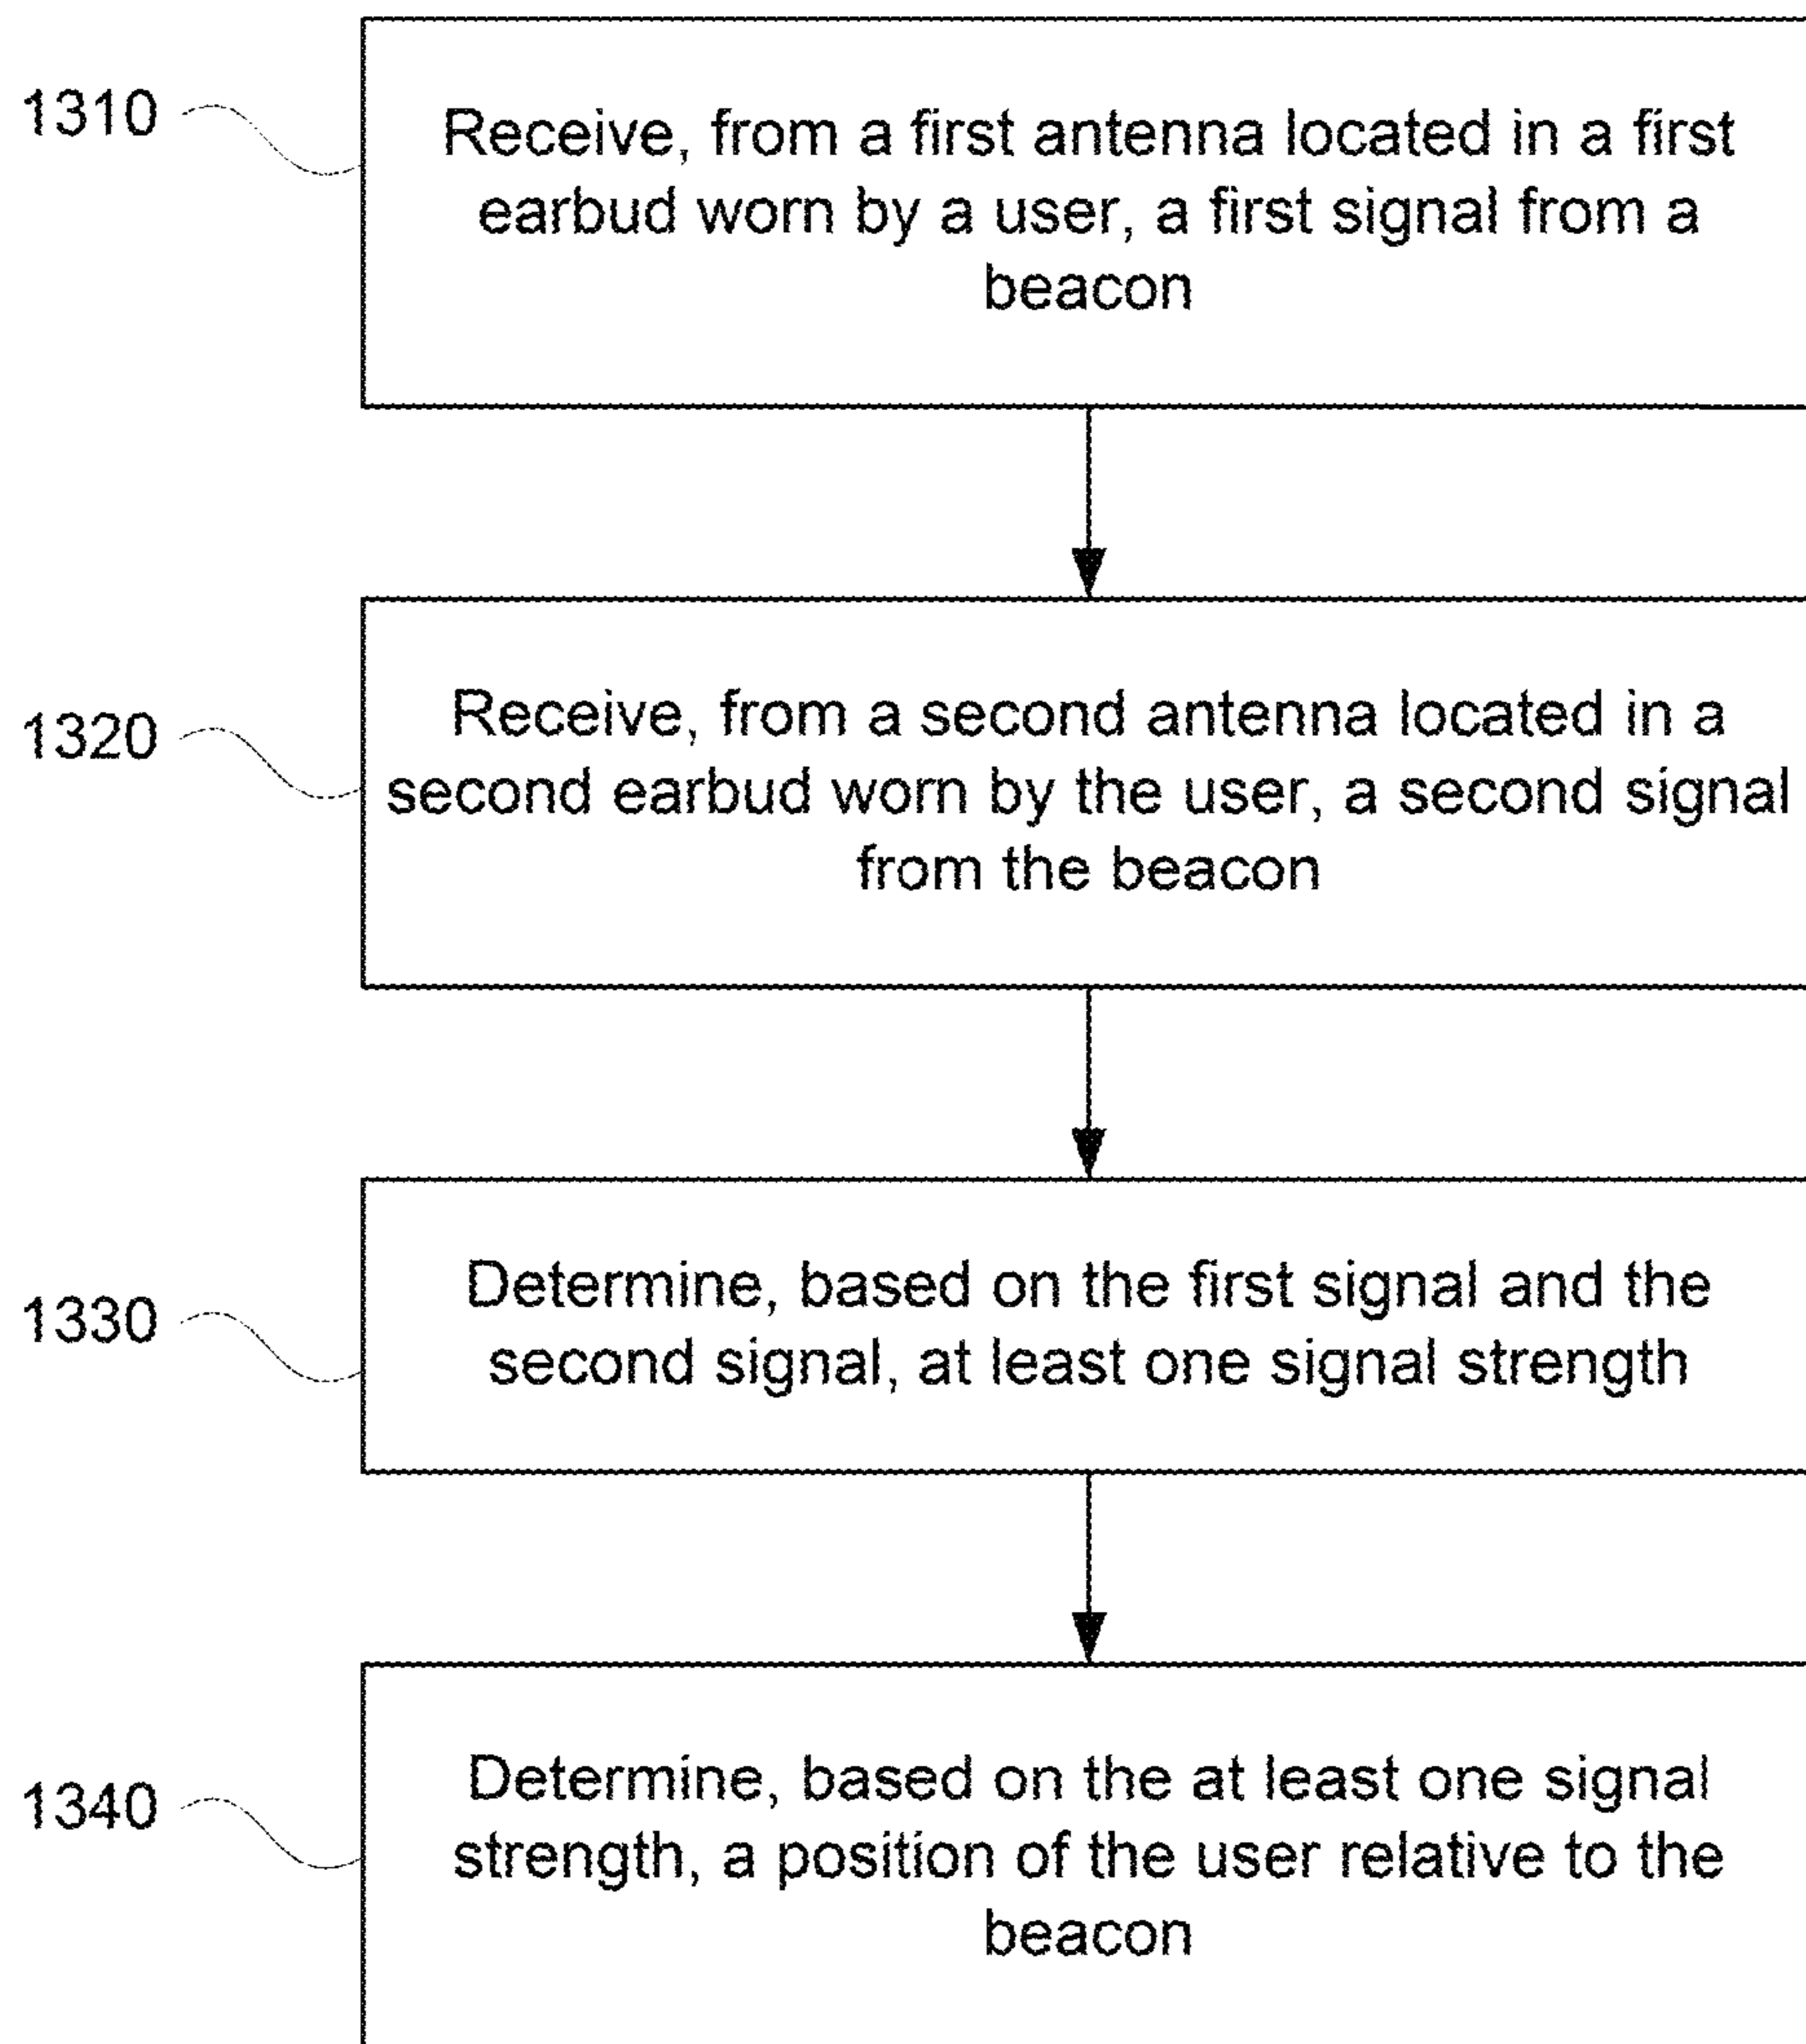 1310
Receive, from a first antenna located in a first
earbud worn by a user, a first signal from a
beacon
1320
Receive, from a second antenna located in a
second earbud worn by the user, a second signal
from the beacon
1330
Determine, based on the first signal and the
second signal, at least one signal strength
1340
Determine, based on the at least one signal
strength, a position of the user relative to the
beacon